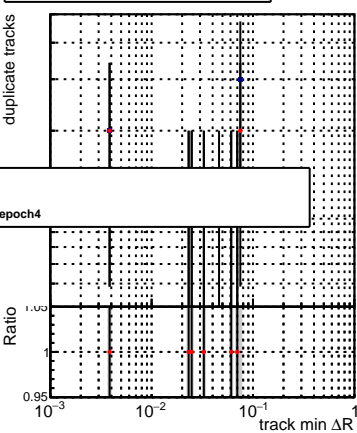 duplicate tracks
epoch4
Ratio
1.05
1
0.95
10⁻³ 10⁻² 10⁻¹ 1
track min ΔR